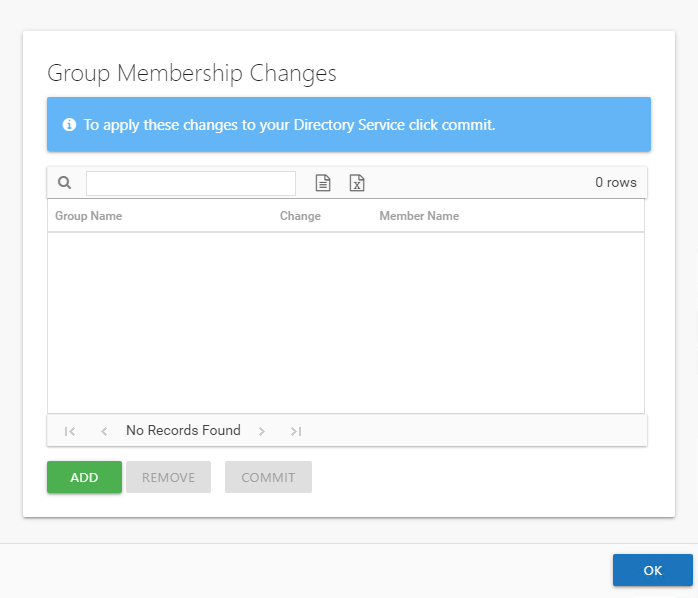 Group Membership Changes
To apply these changes to your Directory Service click commit.
0 rows
Group Name Change Member Name
No Records Found
ADD REMOVE COMMIT
OK